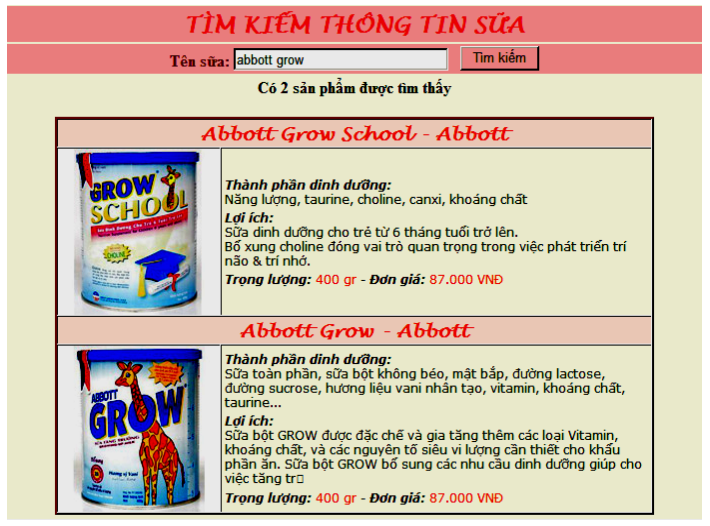 TÌM KIẾM THÔNG TIN SỮA
Tên sữa: abbott grow Tìm kiếm
Có 2 sản phẩm được tìm thấy
Abbott Grow School - Abbott
GROW
SCHOOL
CHOLINE
Thành phần dinh dưỡng:
Năng lượng, taurine, choline, canxi, khoáng chất
Lợi ích:
Sữa dinh dưỡng cho trẻ từ 6 tháng tuổi trở lên.
Bổ xung choline đóng vai trò quan trọng trong việc phát triển trí
não & trí nhớ.
Trọng lượng: 400 gr - Đơn giá: 87.000 VNĐ
Abbott Grow - Abbott
ABBOTT
GROW
Thành phần dinh dưỡng:
Sữa toàn phần, sữa bột không béo, mật bắp, đường lactose,
đường sucrose, hương liệu vani nhân tạo, vitamin, khoáng chất,
taurine...
Lợi ích:
Sữa bột GROW được đặc chế và gia tăng thêm các loại Vitamin,
khoáng chất, và các nguyên tố siêu vi lượng cần thiết cho khẩu
phần ăn. Sữa bột GROW bổ sung các nhu cầu dinh dưỡng giúp cho
việc tăng tr
Trọng lượng: 400 gr - Đơn giá: 87.000 VNĐ